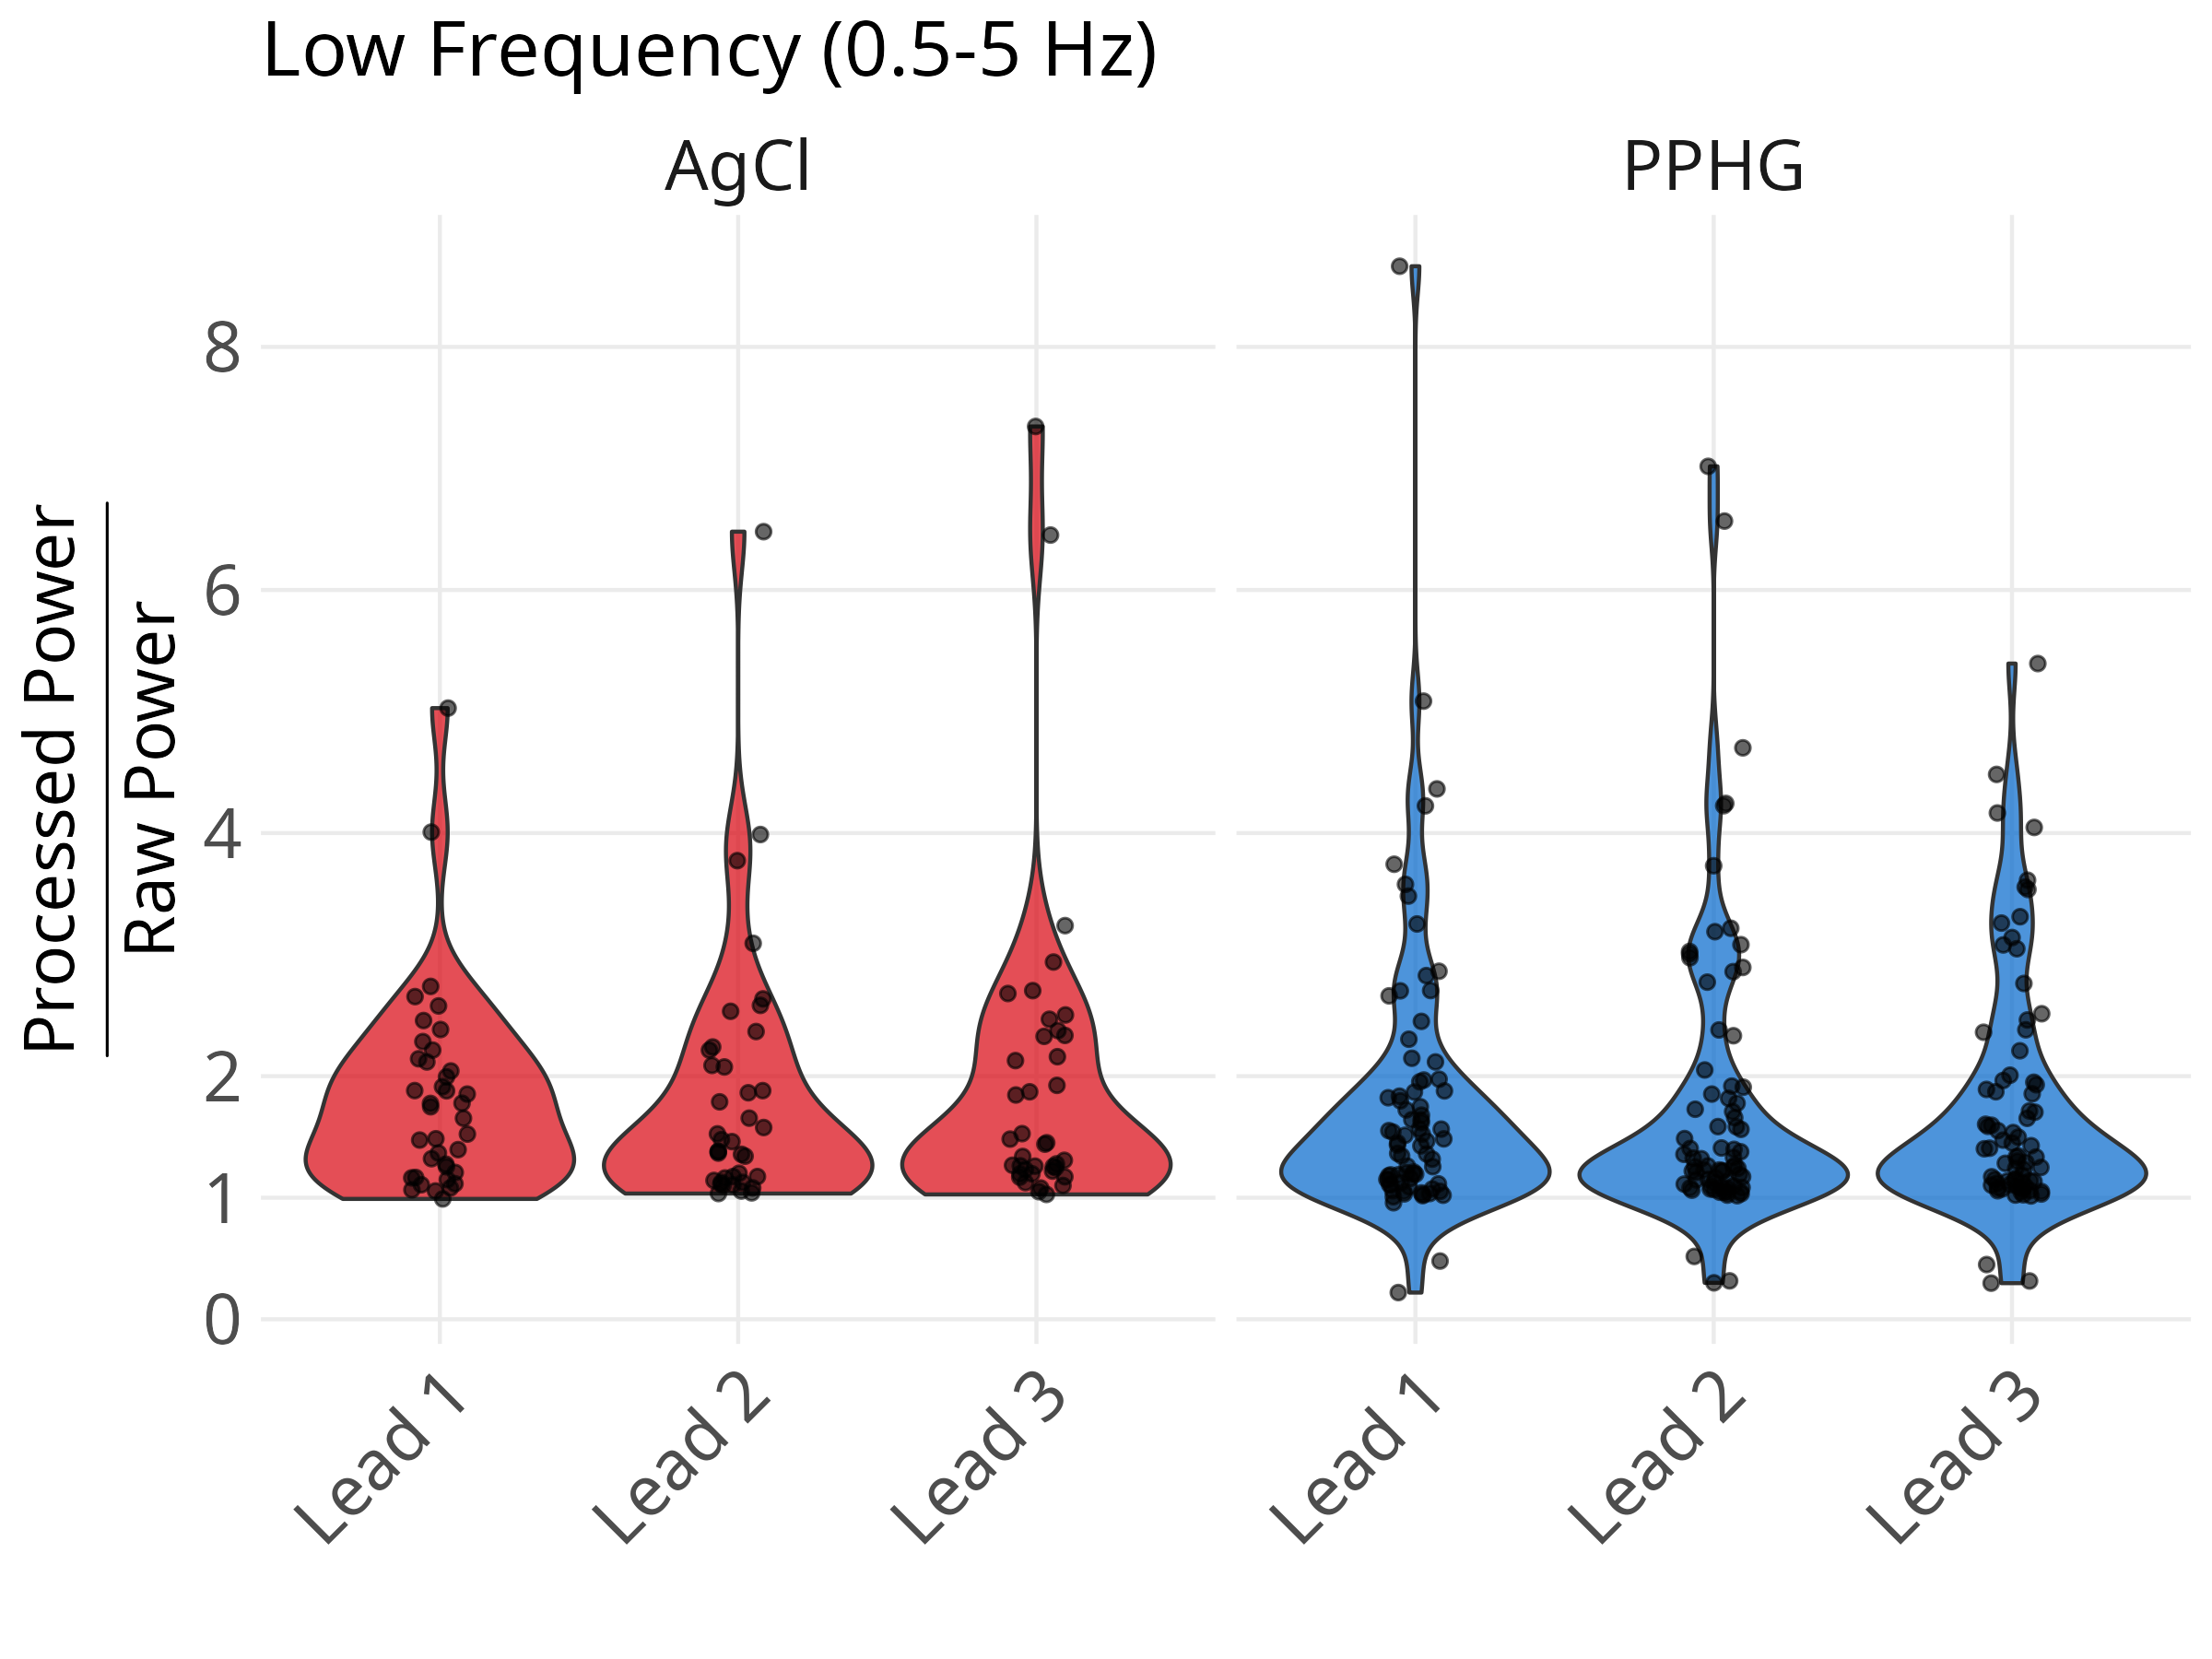 Low Frequency (0.5-5 Hz)
AgCl
PPHG
Processed Power
Raw Power
8
6
4
2
1
0
Lead 1
Lead 2
Lead 3
Lead 1
Lead 2
Lead 3